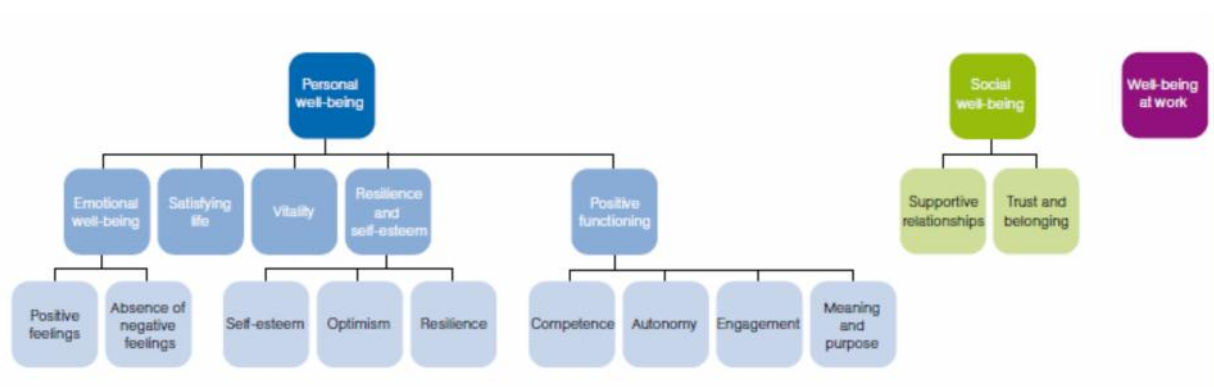 Personal
well-being
Social
well-being
Well-being
at work
Emotional
well-being
Satisfying
life
Vitality
Resilience
and
self-esteem
Positive
functioning
Supportive
relationships
Trust and
belonging
Positive
feelings
Absence of
negative
feelings
Self-esteem
Optimism
Resilience
Competence
Autonomy
Engagement
Meaning
and
purpose